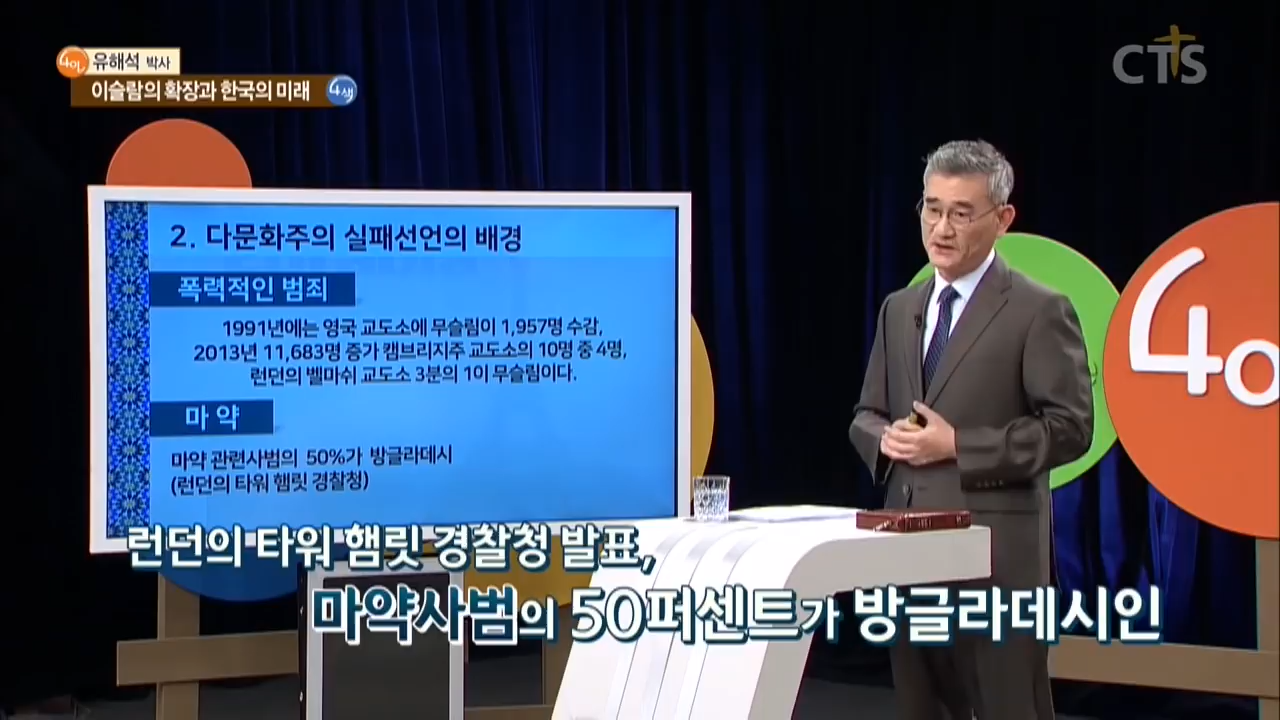 4인
유해석 박사
이슬람의 확장과 한국의 미래
4색
CTS
2. 다문화주의 실패선언의 배경
폭력적인 범죄
1991년에는 영국 교도소에 무슬림이 1,957명 수감,
2013년 11,683명 증가 캠브리지주 교도소의 10명 중 4명,
런던의 벨마쉬 교도소 3분의 1이 무슬림이다.
마 약
마약 관련사범의 50%가 방글라데시
(런던의 타워 햄릿 경찰청)
4인
런던의 타워 햄릿 경찰청 발표,
마약사범의 50퍼센트가 방글라데시인